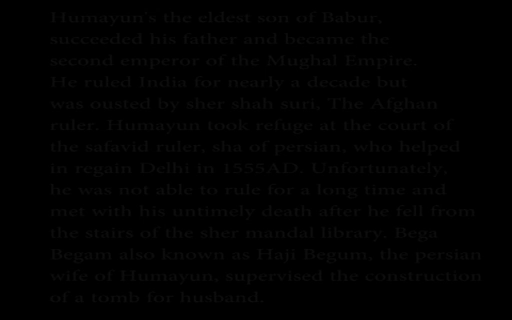 Humayun's the eldest son of Babur,
succeeded his father and became the
second emperor of the Mughal Empire.
He ruled India for nearly a decade but
was ousted by sher shah suri, The Afghan
ruler. Humayun took refuge at the court of
the safavid ruler, sha of persian, who helped
in regain Delhi in 1555AD. Unfortunately,
he was not able to rule for a long time and
met with his untimely death after he fell from
the stairs of the sher mandal library. Bega
Begam also known as Haji Begum, the persian
wife of Humayun, supervised the construction
of a tomb for husband.